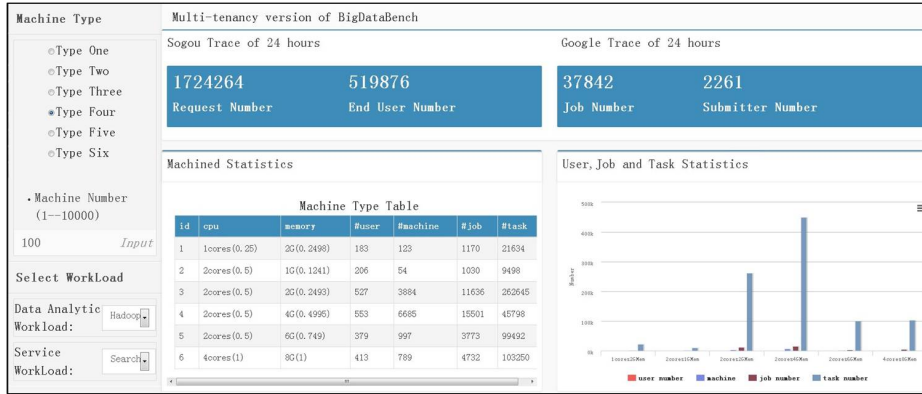 Machine Type
Type One
Type Two
Type Three
Type Four
Type Five
Type Six
Machine Number
(1--10000)
100 Input
Select WorkLoad
Data Analytic
Workload:
Hadoop
Service
WorkLoad:
Search
Multi-tenancy version of BigDataBench
Sogou Trace of 24 hours
1724264 519876
Request Number End User Number
Google Trace of 24 hours
37842 2261
Job Number Submitter Number
Machined Statistics
Machine Type Table
id cpu memory #user #machine #job #task
1 1cores(0.25) 2G(0.2498) 183 123 1170 21634
2 2cores(0.5) 1G(0.1241) 206 54 1030 9498
3 2cores(0.5) 2G(0.2493) 527 3884 11636 262645
4 2cores(0.5) 4G(0.4995) 553 6685 15501 45798
5 2cores(0.5) 6G(0.749) 379 997 3773 99492
6 4cores(1) 8G(1) 413 789 4732 103250
User,Job and Task Statistics
500k
400k
300k
200k
100k
0k
Number
1cores2GMem 2cores1GMem 2cores2GMem 2cores4GMem 2cores6GMem 4cores8GMem
user number machine job number task number